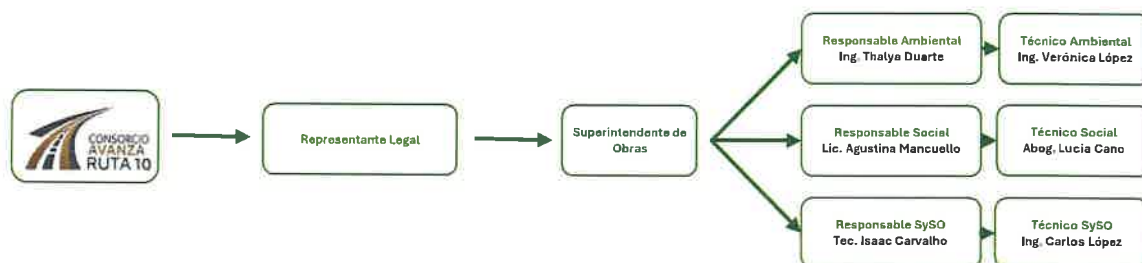 CONSORCIO
AVANZA
RUTA 10
Representante Legal
Superintendente de
Obras
Responsable Ambiental
Ing. Thalya Duarte
Técnico Ambiental
Ing. Verónica López
Responsable Social
Lic. Agustina Mancuello
Técnico Social
Abog. Lucia Cano
Responsable SySO
Tec. Isaac Carvalho
Técnico SySO
Ing. Carlos López